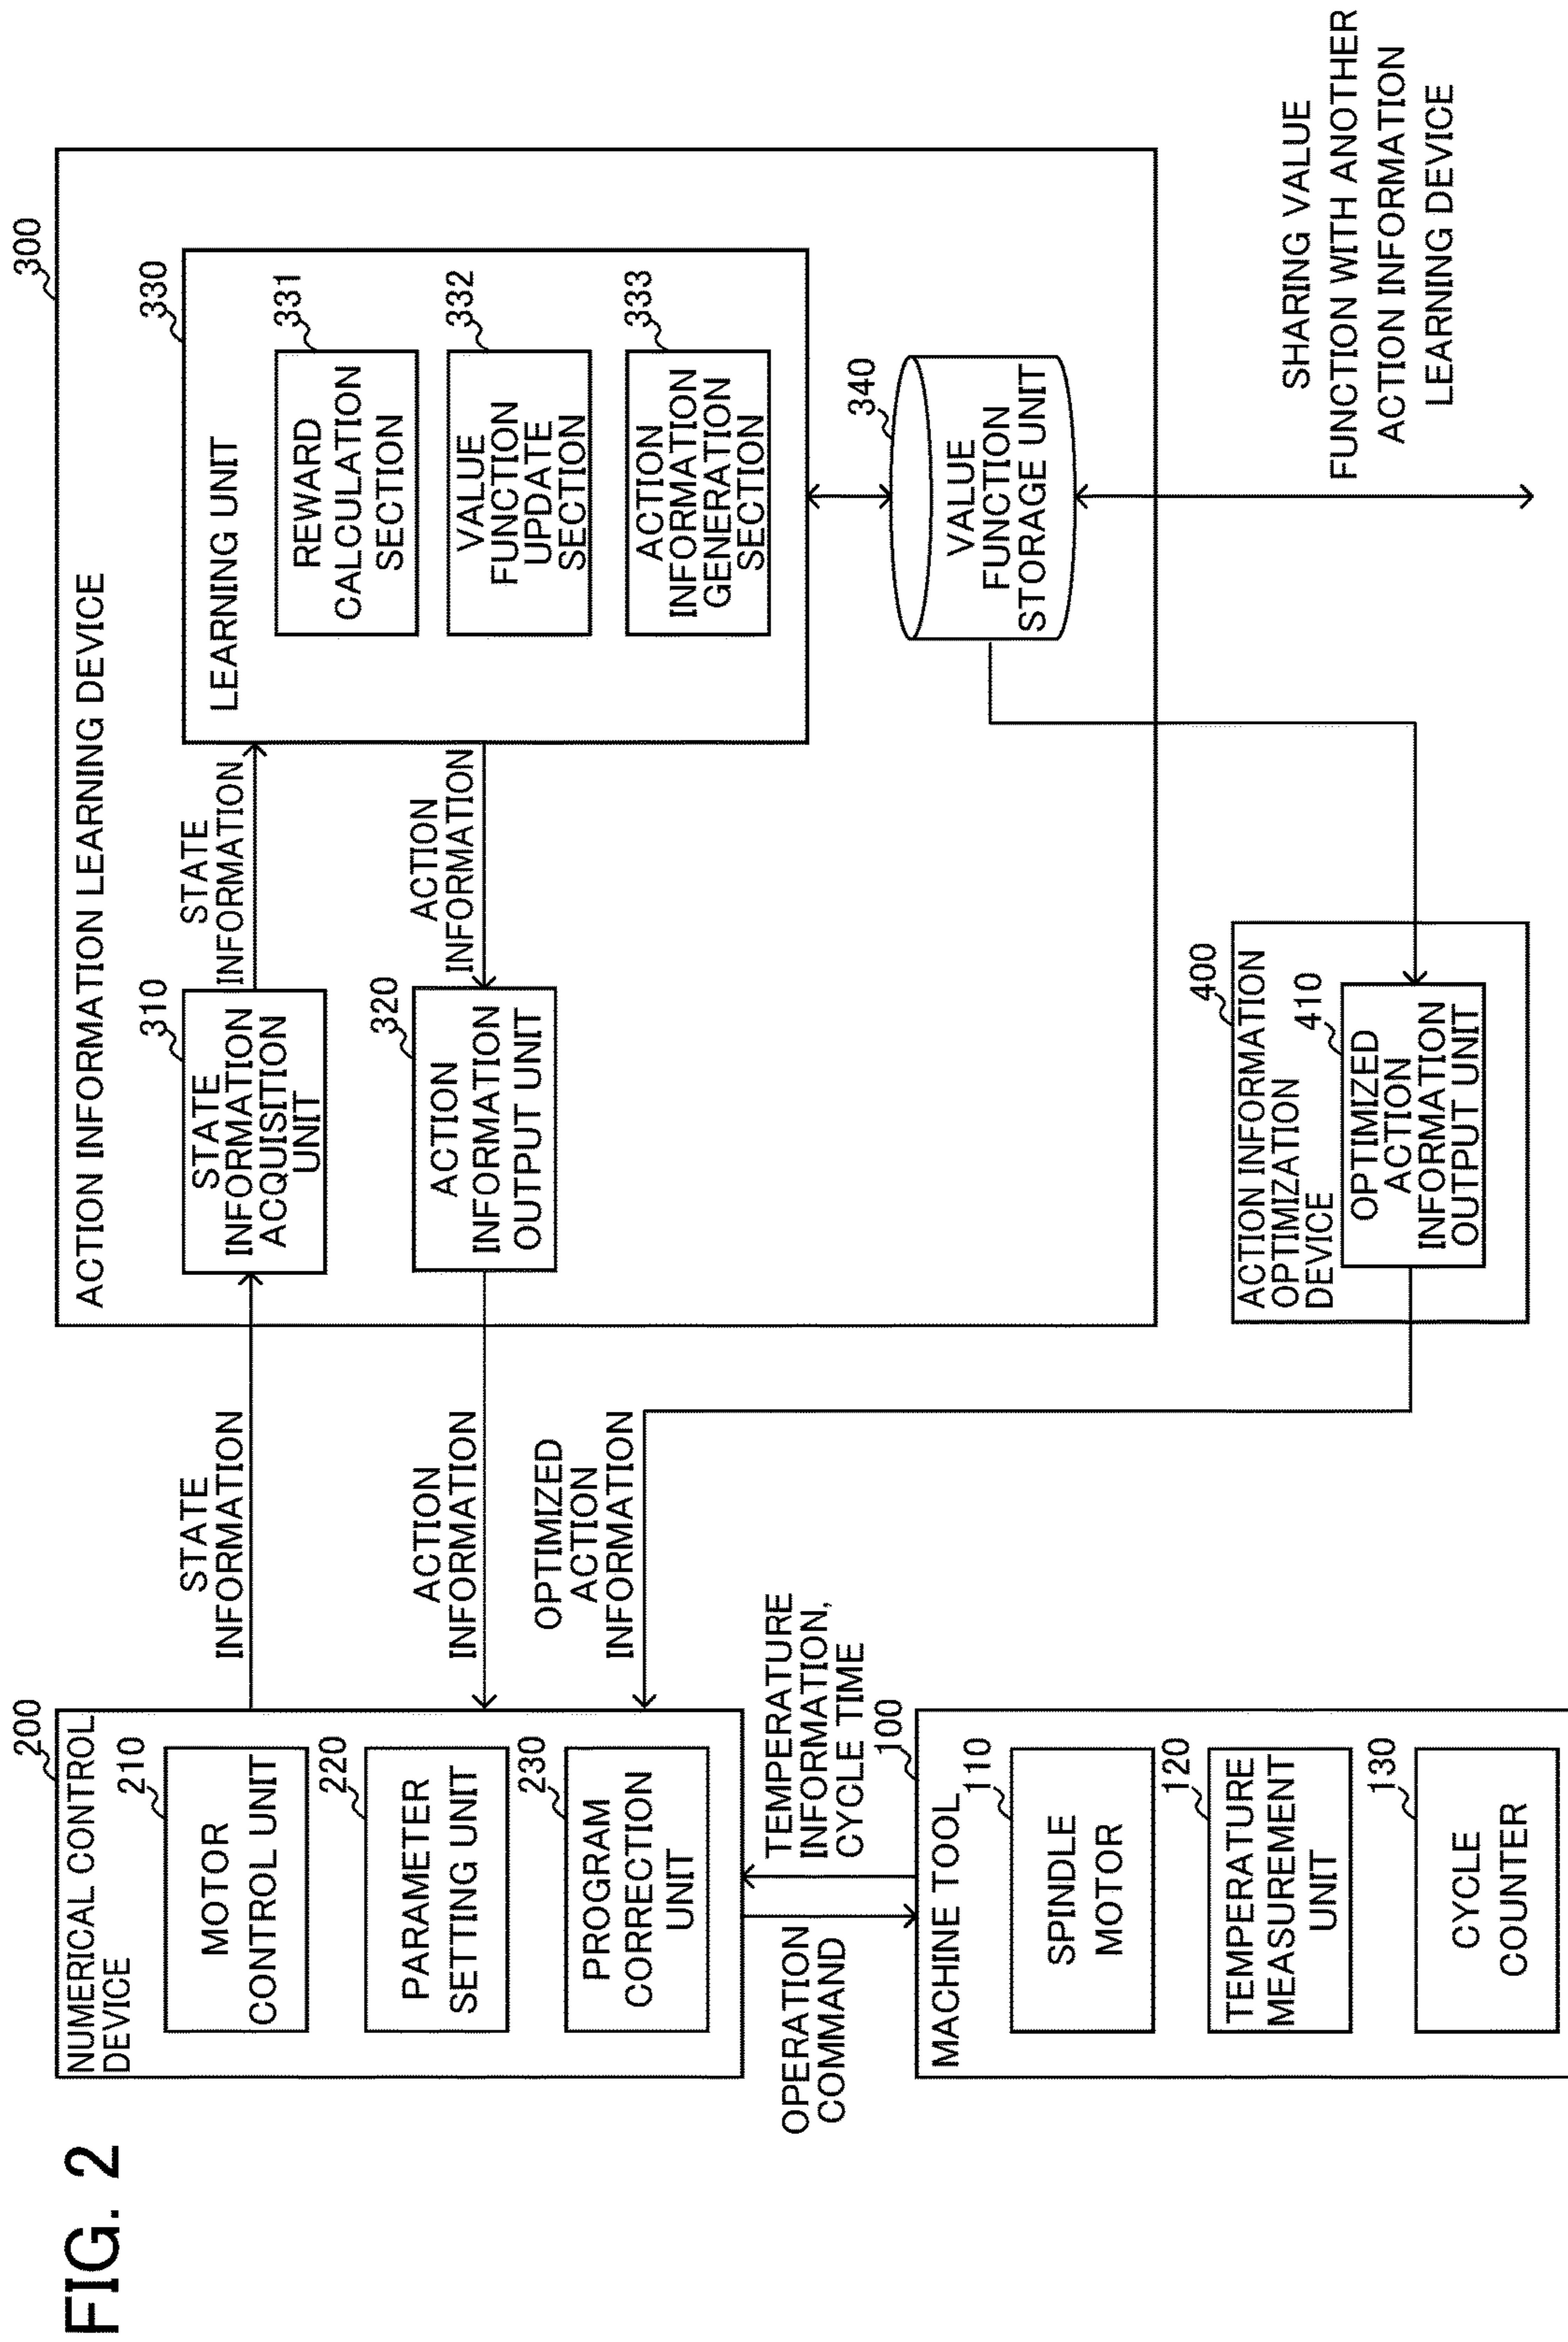 FIG. 2
200
NUMERICAL CONTROL
DEVICE
210
MOTOR
CONTROL UNIT
220
PARAMETER
SETTING UNIT
230
PROGRAM
CORRECTION
UNIT
OPERATION
COMMAND
TEMPERATURE
INFORMATION,
CYCLE TIME
100
MACHINE TOOL
110
SPINDLE
MOTOR
120
TEMPERATURE
MEASUREMENT
UNIT
130
CYCLE
COUNTER
STATE
INFORMATION
ACTION
INFORMATION
OPTIMIZED
ACTION
INFORMATION
300
ACTION INFORMATION LEARNING DEVICE
310
STATE
INFORMATION
ACQUISITION
UNIT
320
ACTION
INFORMATION
OUTPUT UNIT
STATE
INFORMATION
ACTION
INFORMATION
330
LEARNING UNIT
331
REWARD
CALCULATION
SECTION
332
VALUE
FUNCTION
UPDATE
SECTION
333
ACTION
INFORMATION
GENERATION
SECTION
340
VALUE
FUNCTION
STORAGE UNIT
400
ACTION INFORMATION
OPTIMIZATION
DEVICE
410
OPTIMIZED
ACTION
INFORMATION
OUTPUT UNIT
SHARING VALUE
FUNCTION WITH ANOTHER
ACTION INFORMATION
LEARNING DEVICE